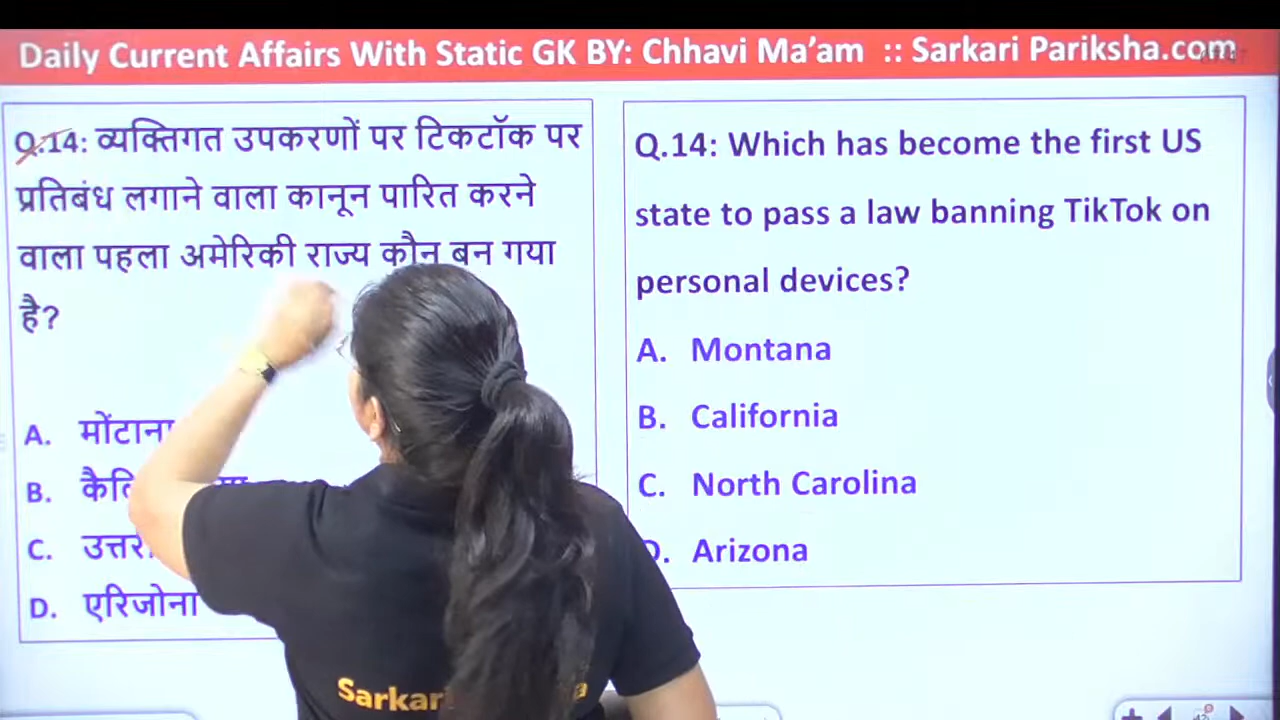 Daily Current Affairs With Static GK BY: Chhavi Ma’am :: Sarkari Pariksha.com
Q.14: व्यक्तिगत उपकरणों पर टिकटॉक पर
प्रतिबंध लगाने वाला कानून पारित करने
वाला पहला अमेरिकी राज्य कौन बन गया
है?
A. मोंटाना
B.
C.
D. एरिजोना
Q.14: Which has become the first US
state to pass a law banning TikTok on
personal devices?
A. Montana
B. California
C. North Carolina
D. Arizona
Sarkari